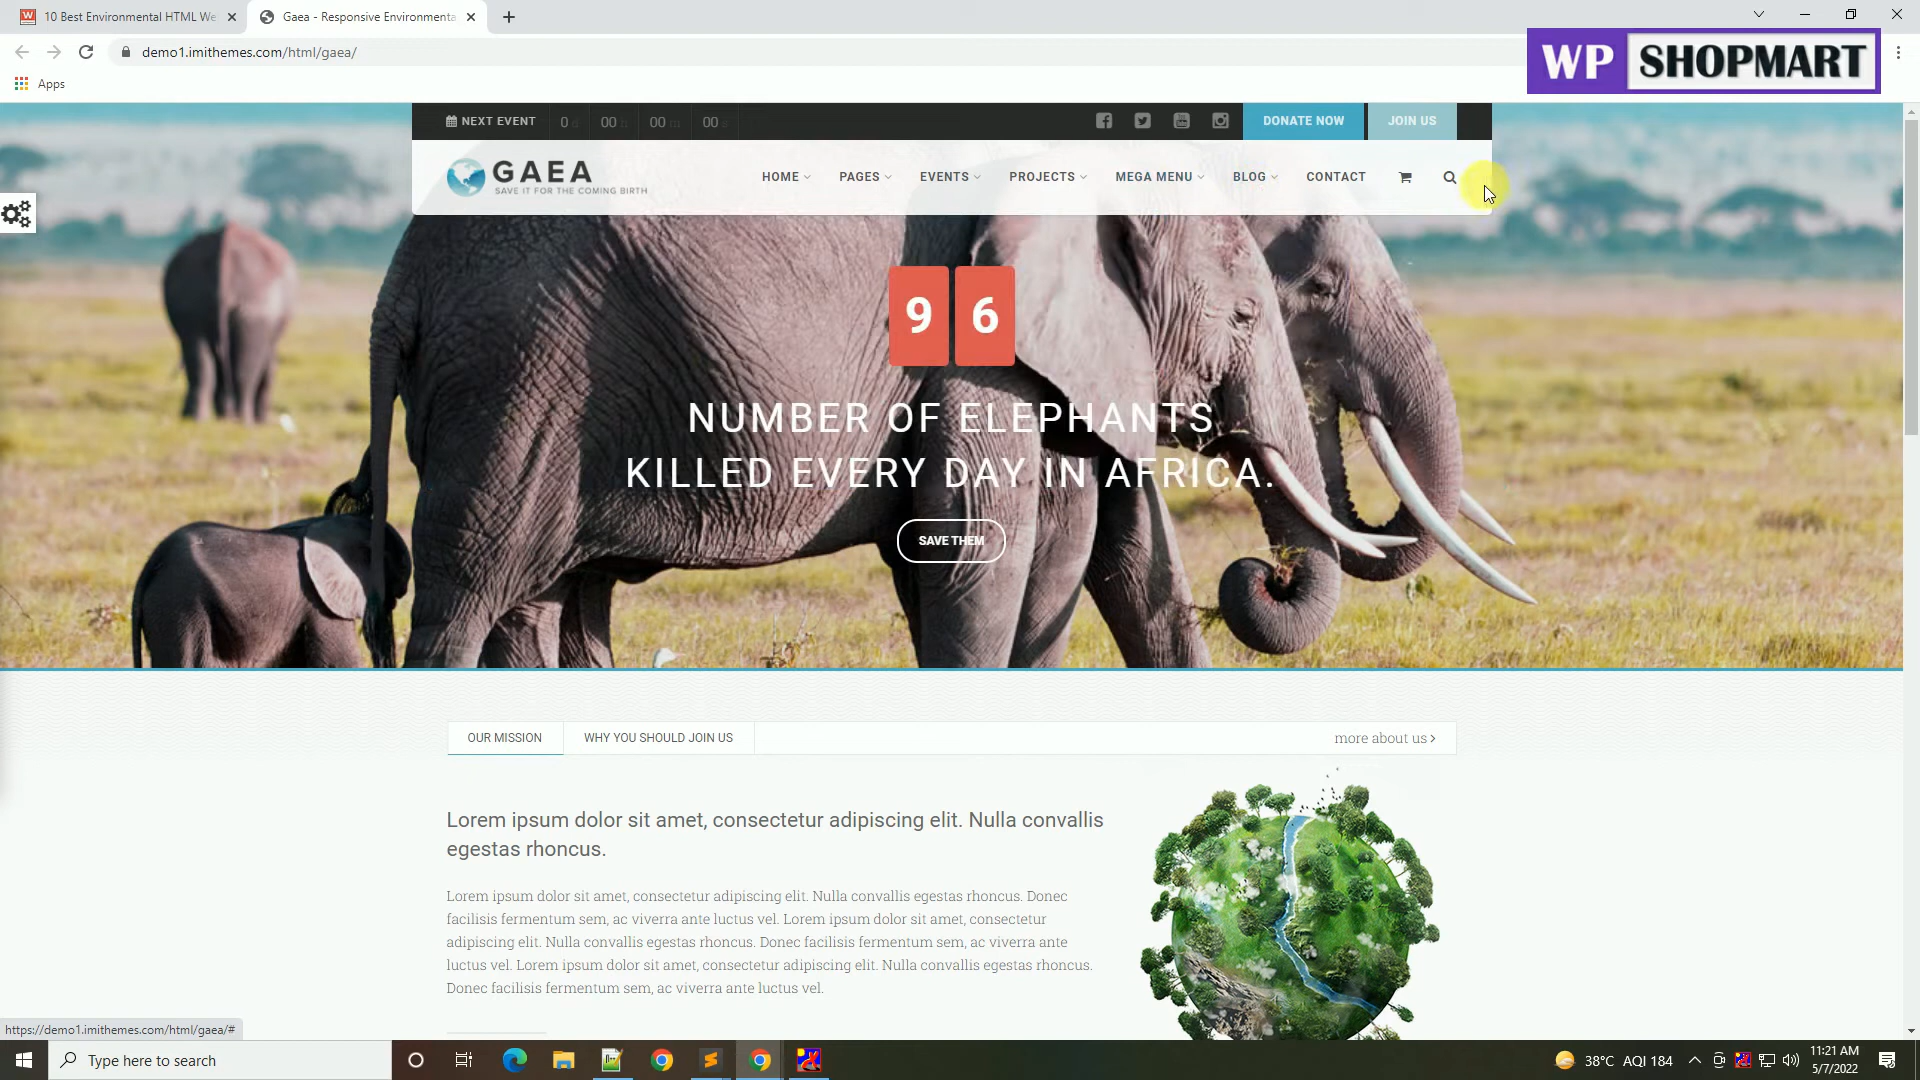 10 Best Environmental HTML We
Gaea - Responsive Environmenta
demo1.imithemes.com/html/gaea/
Apps
WP SHOPMART
NEXT EVENT 0 00 00 00
DONATE NOW JOIN US
GAEA
SAVE IT FOR THE COMING BIRTH
HOME PAGES EVENTS PROJECTS MEGA MENU BLOG CONTACT
9 6
NUMBER OF ELEPHANTS
KILLED EVERY DAY IN AFRICA.
SAVE THEM
OUR MISSION WHY YOU SHOULD JOIN US more about us
Lorem ipsum dolor sit amet, consectetur adipiscing elit. Nulla convallis
egestas rhoncus.
Lorem ipsum dolor sit amet, consectetur adipiscing elit. Nulla convallis egestas rhoncus. Donec
facilisis fermentum sem, ac viverra ante luctus vel. Lorem ipsum dolor sit amet, consectetur
adipiscing elit. Nulla convallis egestas rhoncus. Donec facilisis fermentum sem, ac viverra ante
luctus vel. Lorem ipsum dolor sit amet, consectetur adipiscing elit. Nulla convallis egestas rhoncus.
Donec facilisis fermentum sem, ac viverra ante luctus vel.
https://demo1.imithemes.com/html/gaea/#
Type here to search
38°C AQI 184
11:21 AM
5/7/2022